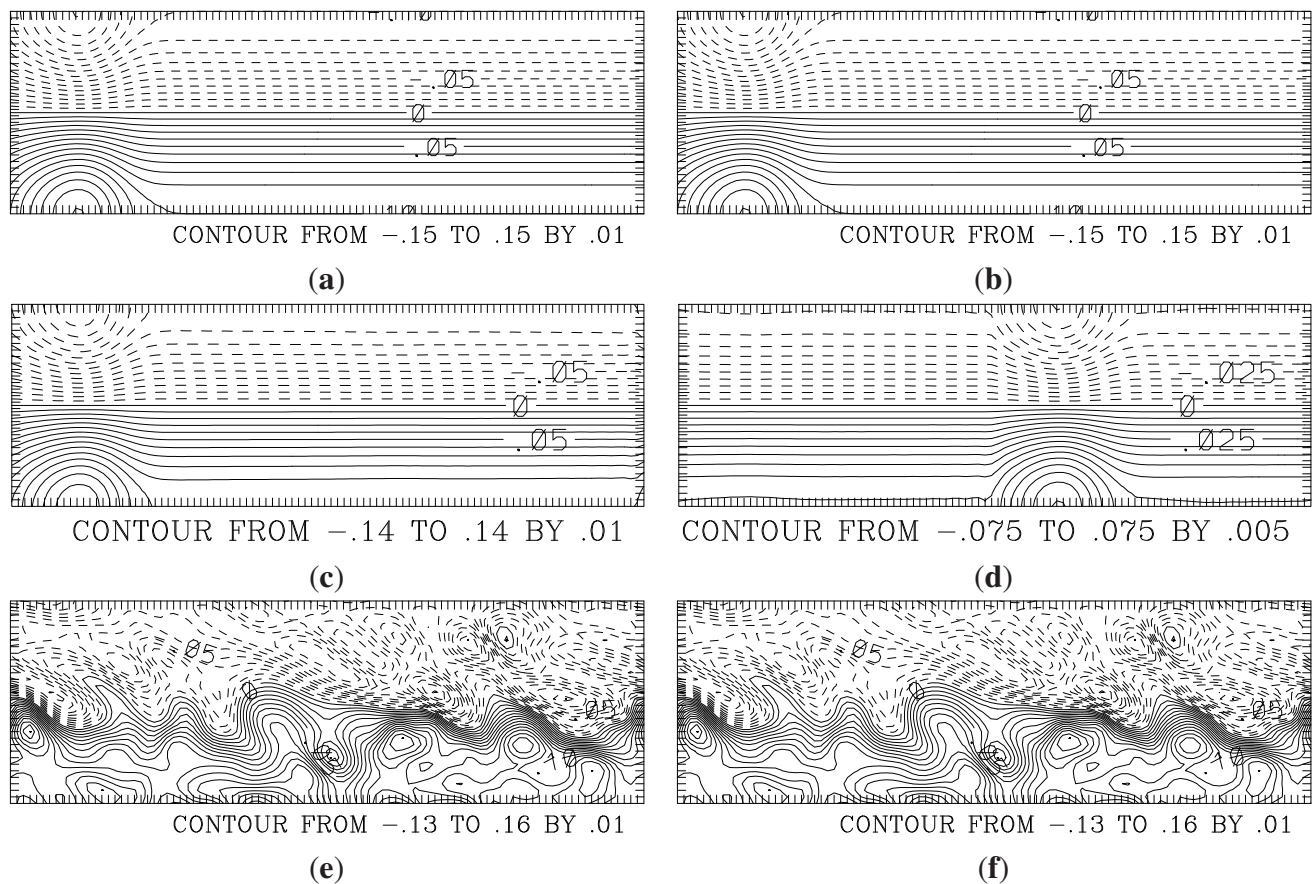 .05 .05
0 0
.05 .05
CONTOUR FROM −.15 TO .15 BY .01 CONTOUR FROM −.15 TO .15 BY .01
(a) (b)
−.05 −.025
0 0
.05 .025
CONTOUR FROM −.14 TO .14 BY .01 CONTOUR FROM −.075 TO .075 BY .005
(c) (d)
.05 .05
0 0
.05 .05
.10 .10
CONTOUR FROM −.13 TO .16 BY .01 CONTOUR FROM −.13 TO .16 BY .01
(e) (f)